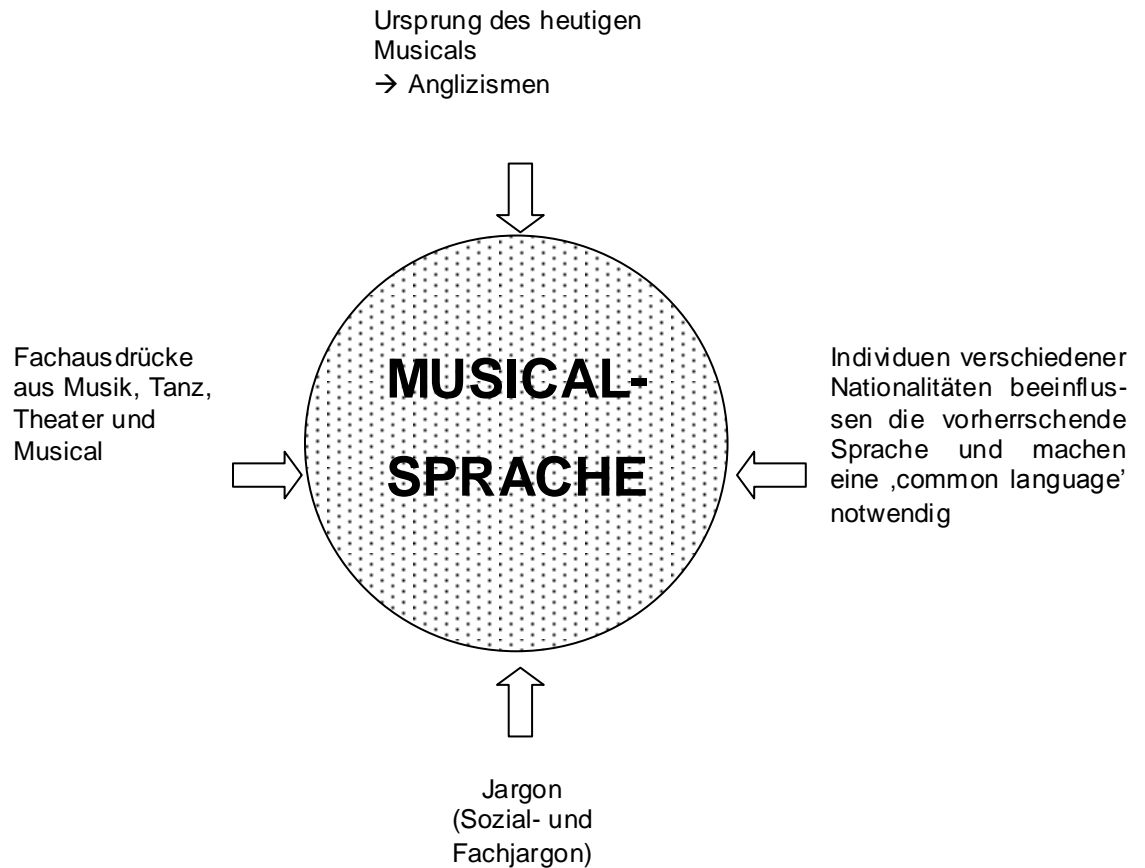 Ursprung des heutigen
Musicals
→ Anglizismen
Fachausdrücke
aus Musik, Tanz,
Theater und
Musical
MUSICAL-
SPRACHE
Individuen verschiedener
Nationalitäten beeinflus-
sen die vorherrschende
Sprache und machen
eine ‚common language’
notwendig
Jargon
(Sozial- und
Fachjargon)